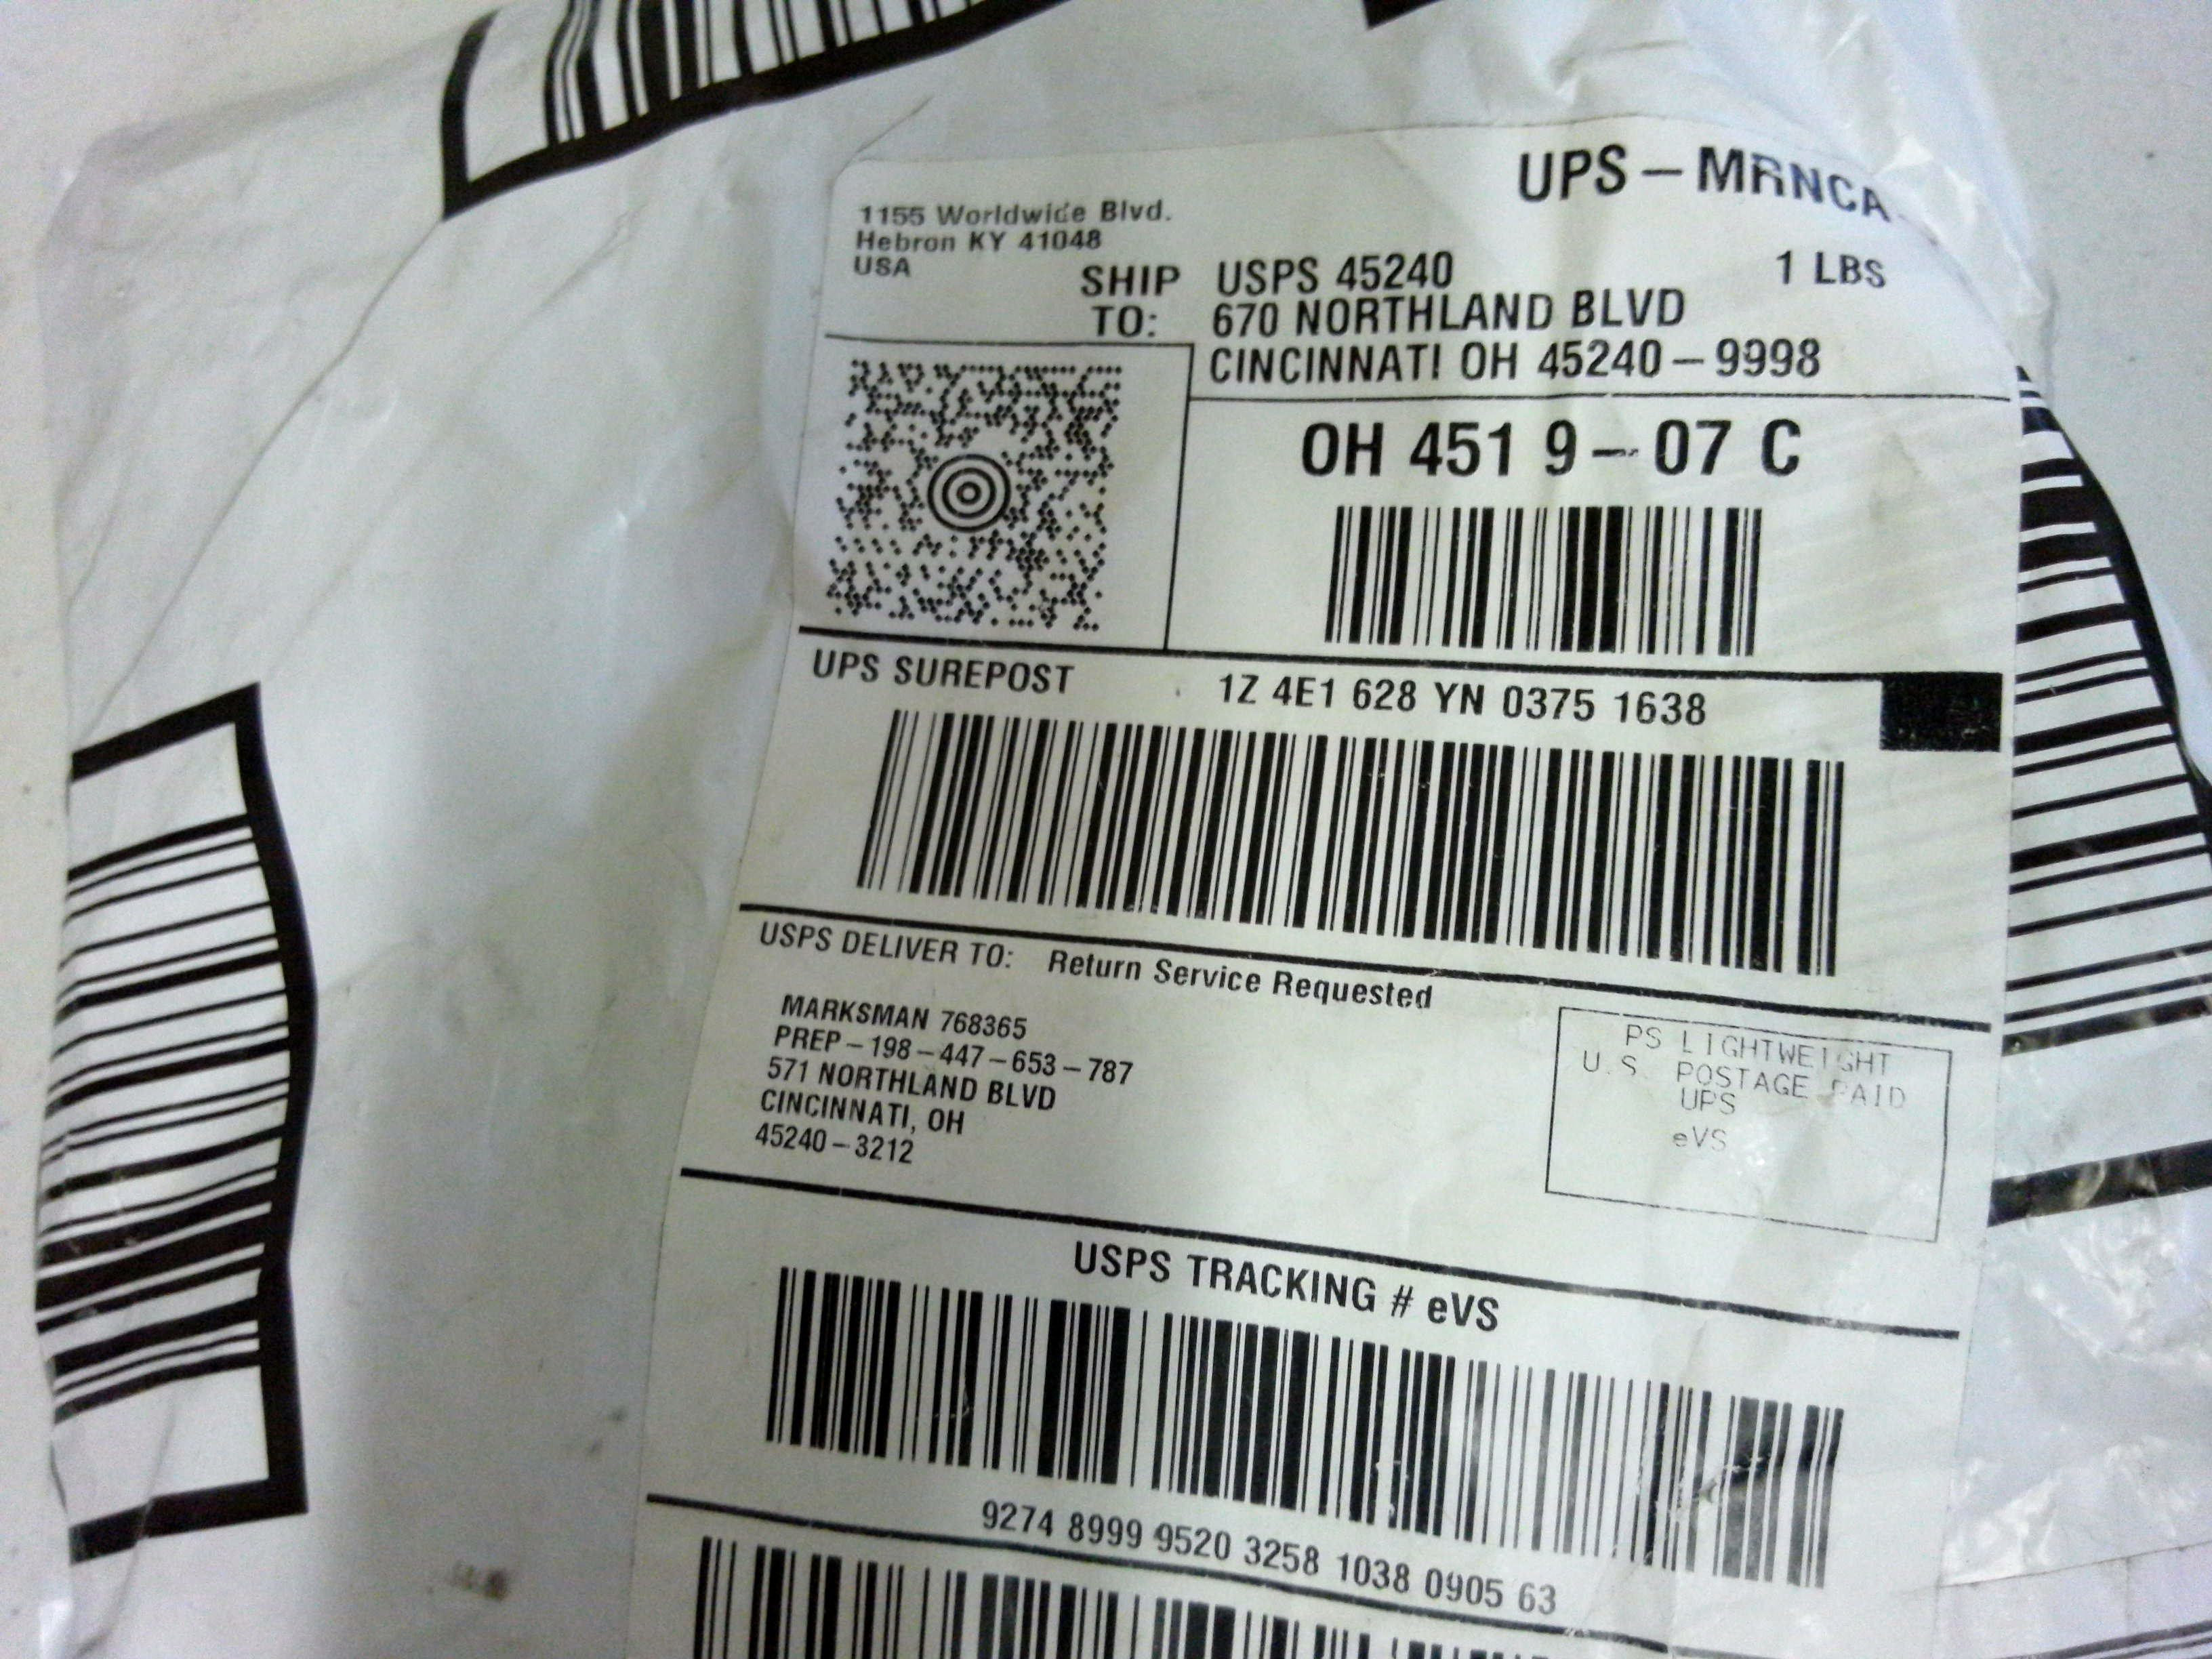 UPS – MRNCA
1155 Worldwide Blvd.
Hebron KY 41048
USA
SHIP TO:
USPS 45240
1 LBS
670 NORTHLAND BLVD
CINCINNATI OH 45240 – 9998
OH 451 9 – 07 C
UPS SUREPOST
1Z 4E1 628 YN 0375 1638
USPS DELIVER TO: Return Service Requested
MARKSMAN 768365
PREP – 198 – 447 – 653 – 787
571 NORTHLAND BLVD
CINCINNATI, OH
45240 – 3212
PS LIGHTWEIGHT
U.S. POSTAGE PAID
UPS
eVS
USPS TRACKING # eVS
9274 8999 9520 3258 1038 0905 63